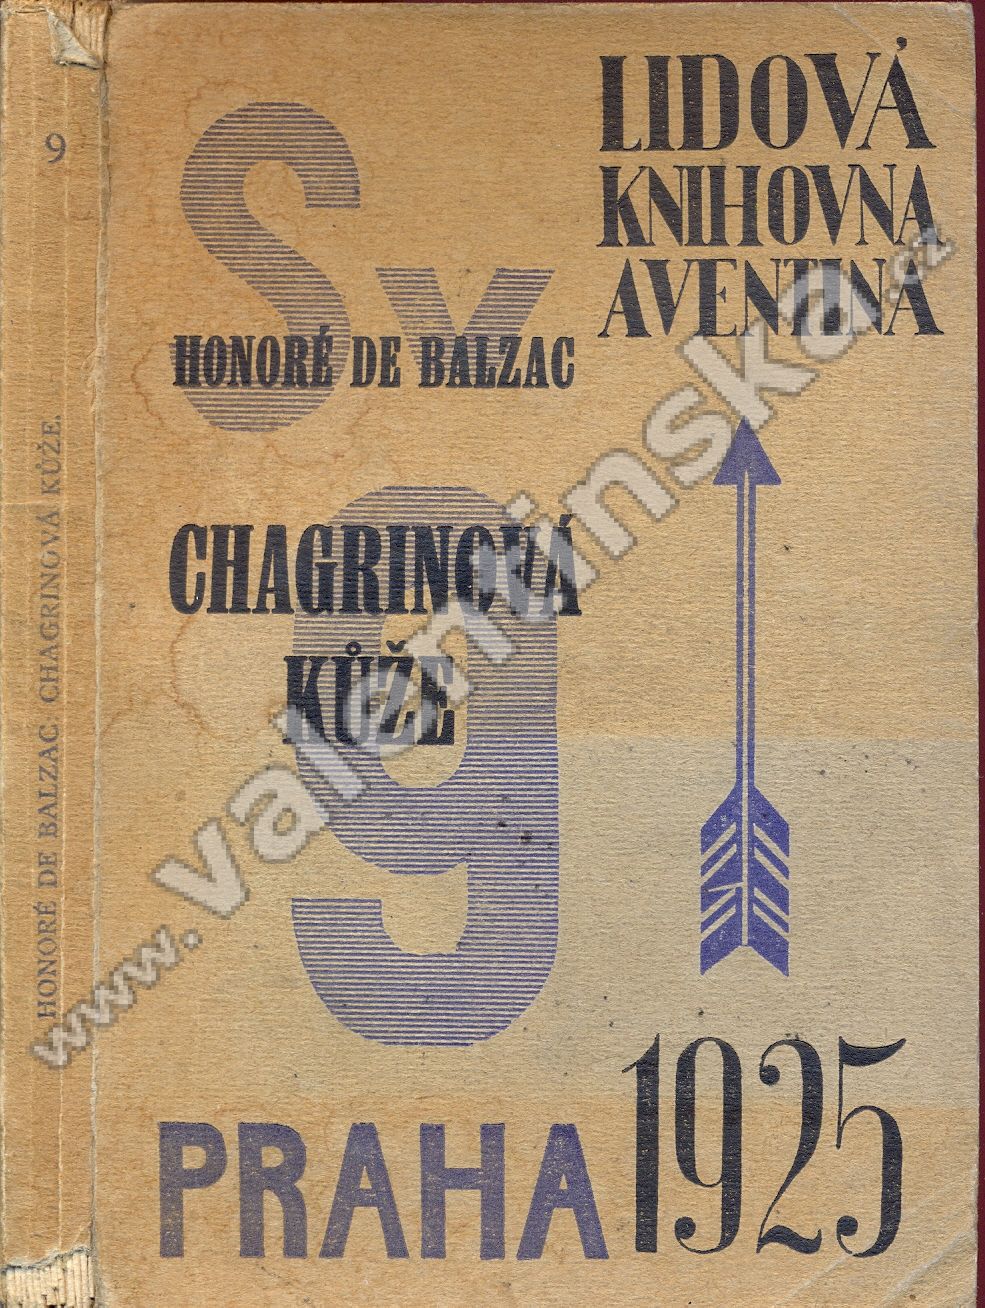 9
HONORÉ DE BALZAC, CHAGRINOVÁ KŮŽE.
LIDOVÁ
KNIHOVNA
AVENTINA
Sv
HONORÉ DE BALZAC
CHAGRINOVÁ
KŮŽE
9
PRAHA
1925
www.valentinska.cz